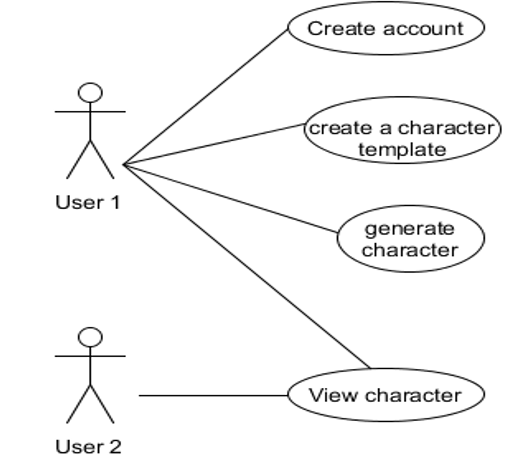 Create account
create a character
template
User 1
generate
character
View character
User 2